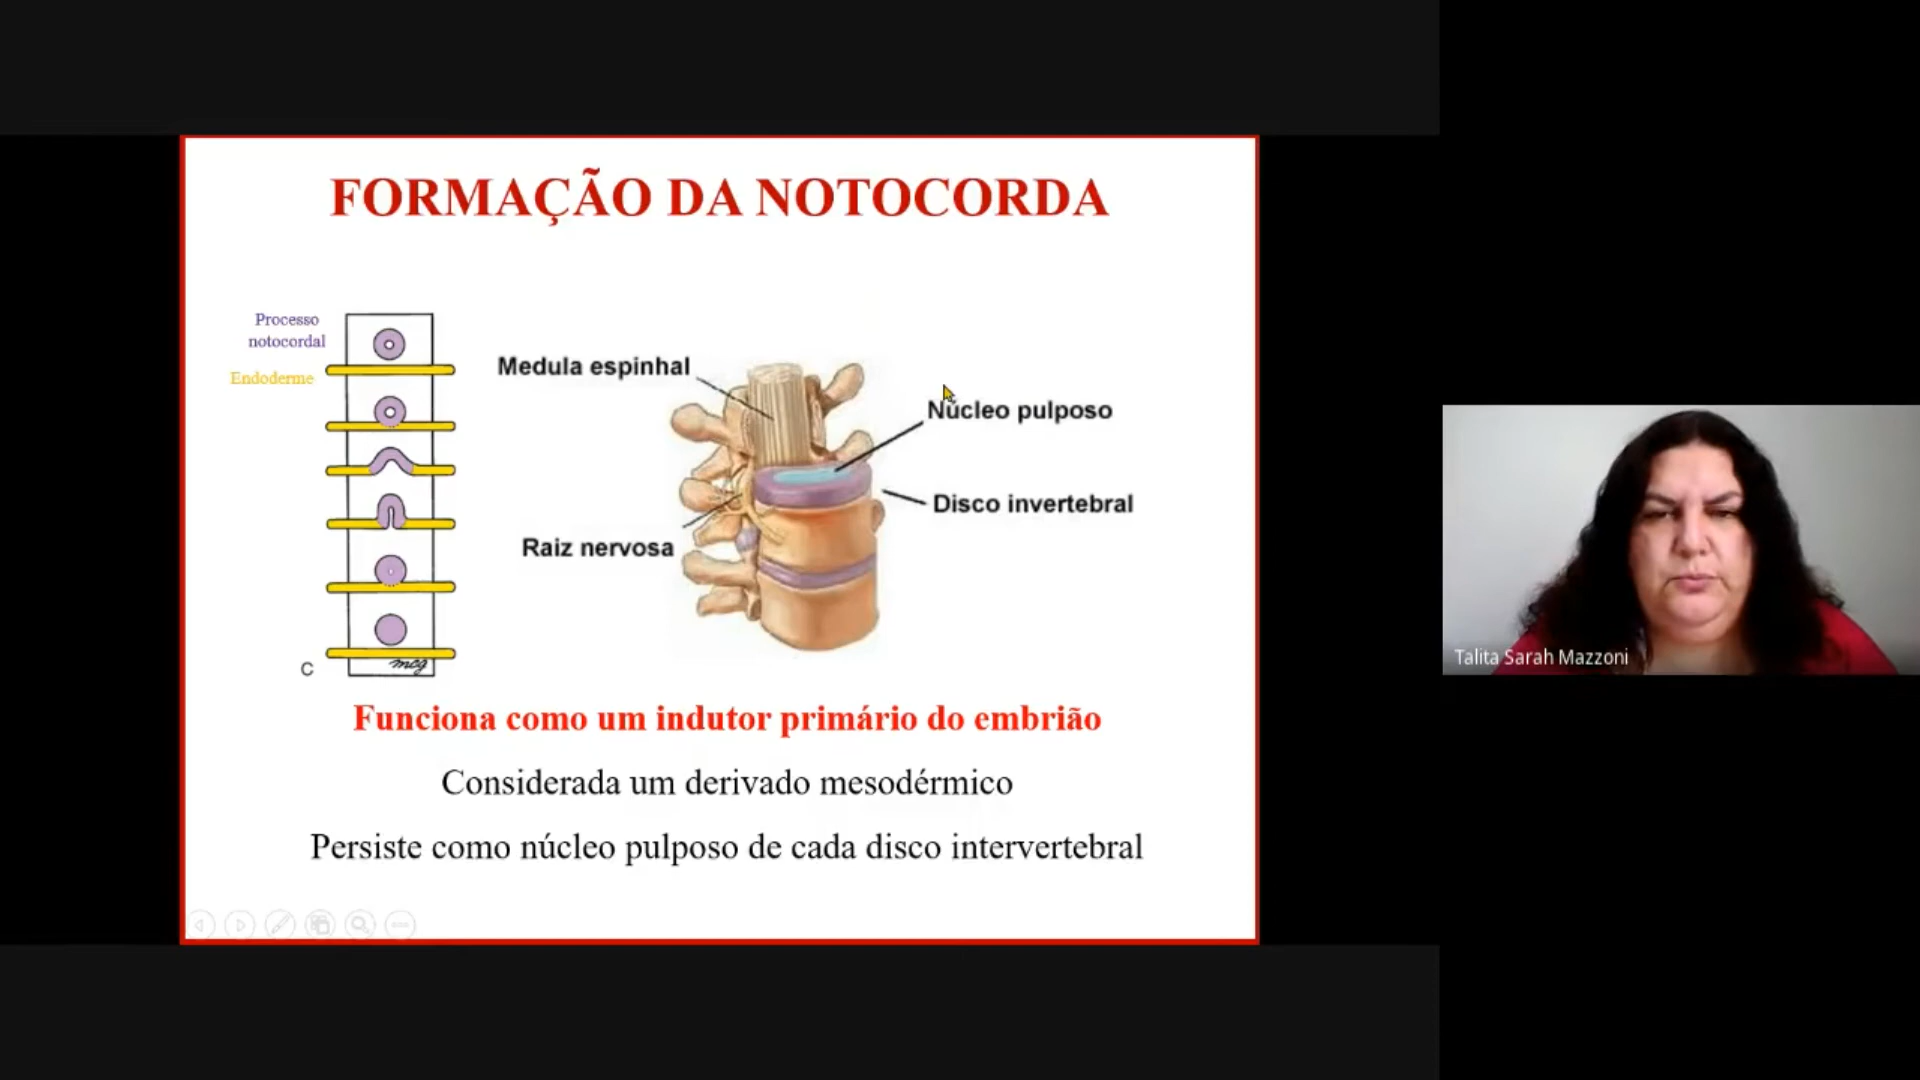 FORMAÇÃO DA NOTOCORDA
Processo
notocordal
Endoderme
Medula espinhal
Núcleo pulposo
Disco invertebral
Raiz nervosa
C
mcg
Funciona como um indutor primário do embrião
Considerada um derivado mesodérmico
Persiste como núcleo pulposo de cada disco intervertebral
Talita Sarah Mazzoni